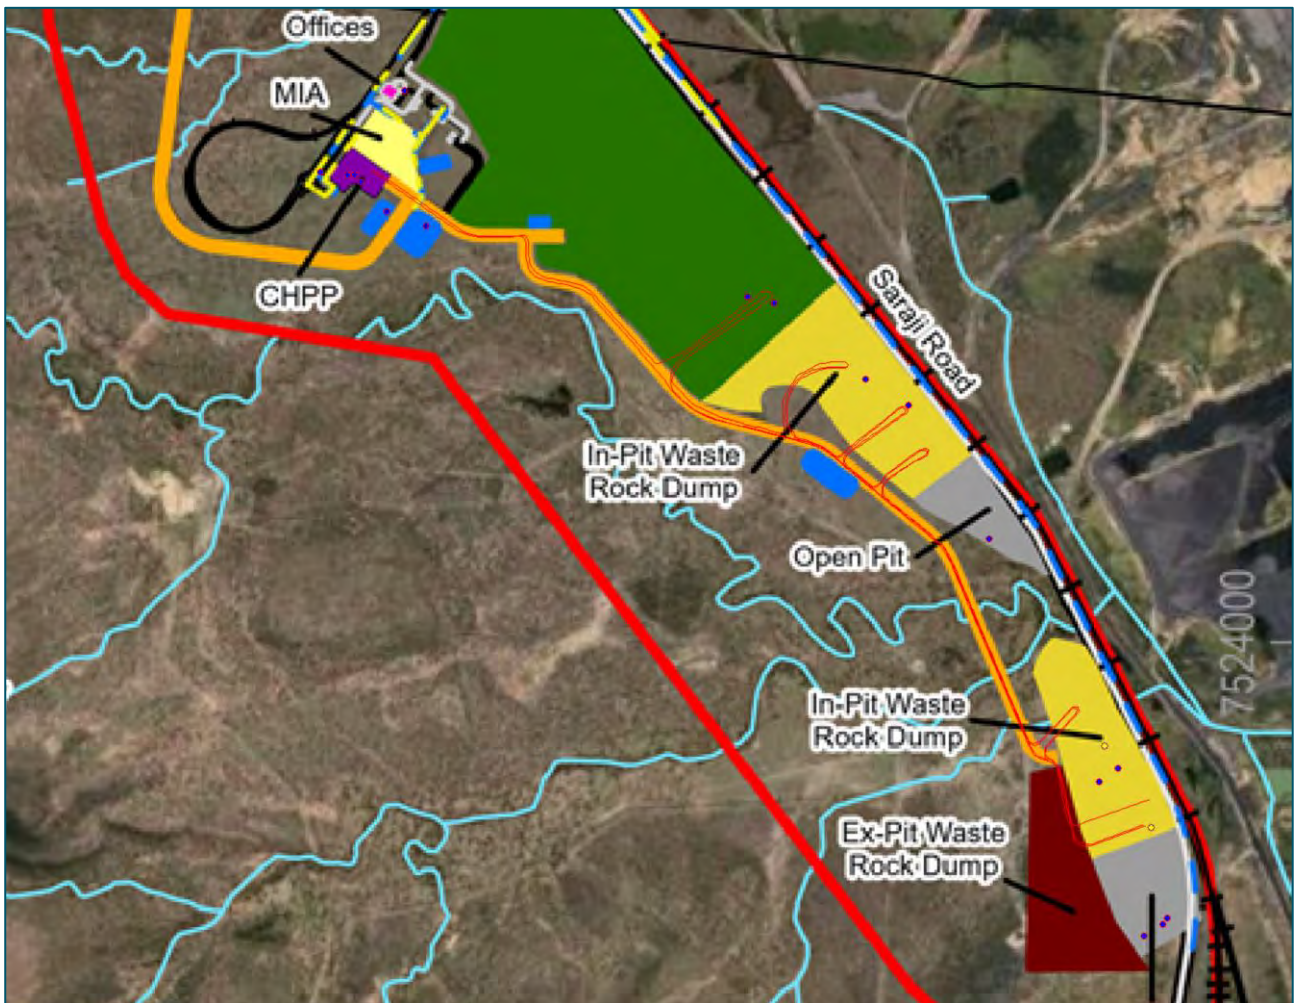 Offices
MIA
CHPP
Saraji Road
In-Pit Waste
Rock Dump
Open Pit
7524000
In-Pit Waste
Rock Dump
Ex-Pit Waste
Rock Dump